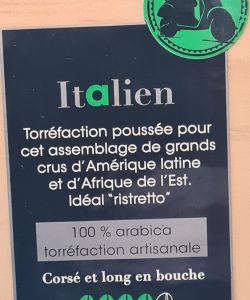 Italien
Torréfaction poussée pour
cet assemblage de grands
crus d'Amérique latine
et d'Afrique de l'Est.
Idéal "ristretto"
100 % arabica
torréfaction artisanale
Corsé et long en bouche